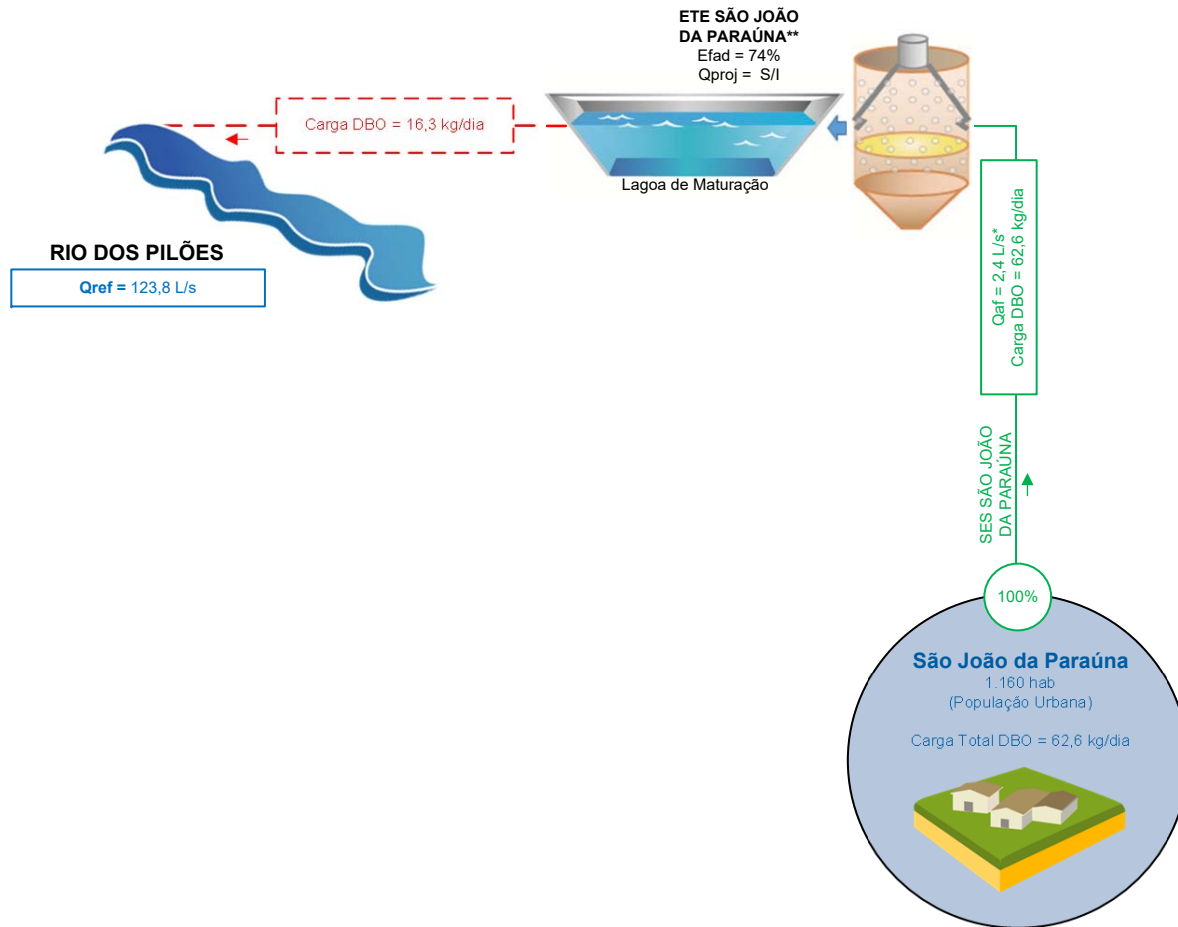 ETE SÃO JOÃO
DA PARAÚNA**
Efad = 74%
Qproj = S/I
Carga DBO = 16,3 kg/dia
Lagoa de Maturação
RIO DOS PILÕES
Qref = 123,8 L/s
Qaf = 2,4 L/s*
Carga DBO = 62,6 kg/dia
SES SÃO JOÃO
DA PARAÚNA
100%
São João da Paraúna
1.160 hab
(População Urbana)
Carga Total DBO = 62,6 kg/dia